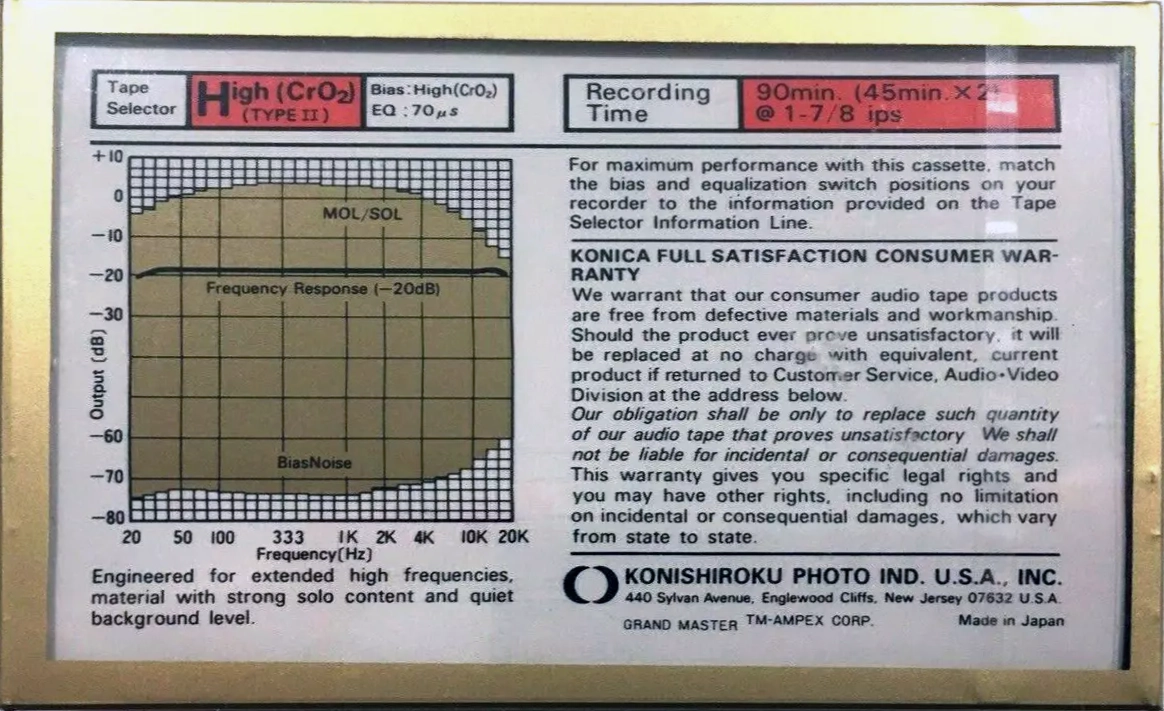 Tape
Selector
High (CrO₂)
(TYPE II)
Bias: High(CrO₂)
EQ : 70μs
Recording
Time
90min. (45min. × 2)
@ 1-7/8 ips
+10
0
−10
−20
−30
−60
−70
−80
Output (dB)
MOL/SOL
Frequency Response (−20dB)
BiasNoise
20 50 100 333 1K 2K 4K 10K 20K
Frequency(Hz)
Engineered for extended high frequencies,
material with strong solo content and quiet
background level.
For maximum performance with this cassette, match
the bias and equalization switch positions on your
recorder to the information provided on the Tape
Selector Information Line.
KONICA FULL SATISFACTION CONSUMER WAR-
RANTY
We warrant that our consumer audio tape products
are free from defective materials and workmanship.
Should the product ever prove unsatisfactory, it will
be replaced at no charge with equivalent, current
product if returned to Customer Service, Audio•Video
Division at the address below.
Our obligation shall be only to replace such quantity
of our audio tape that proves unsatisfactory We shall
not be liable for incidental or consequential damages.
This warranty gives you specific legal rights and
you may have other rights, including no limitation
on incidental or consequential damages, which vary
from state to state.
KONISHIROKU PHOTO IND. U.S.A., INC.
440 Sylvan Avenue, Englewood Cliffs, New Jersey 07632 U.S.A.
GRAND MASTER TM-AMPEX CORP. Made in Japan